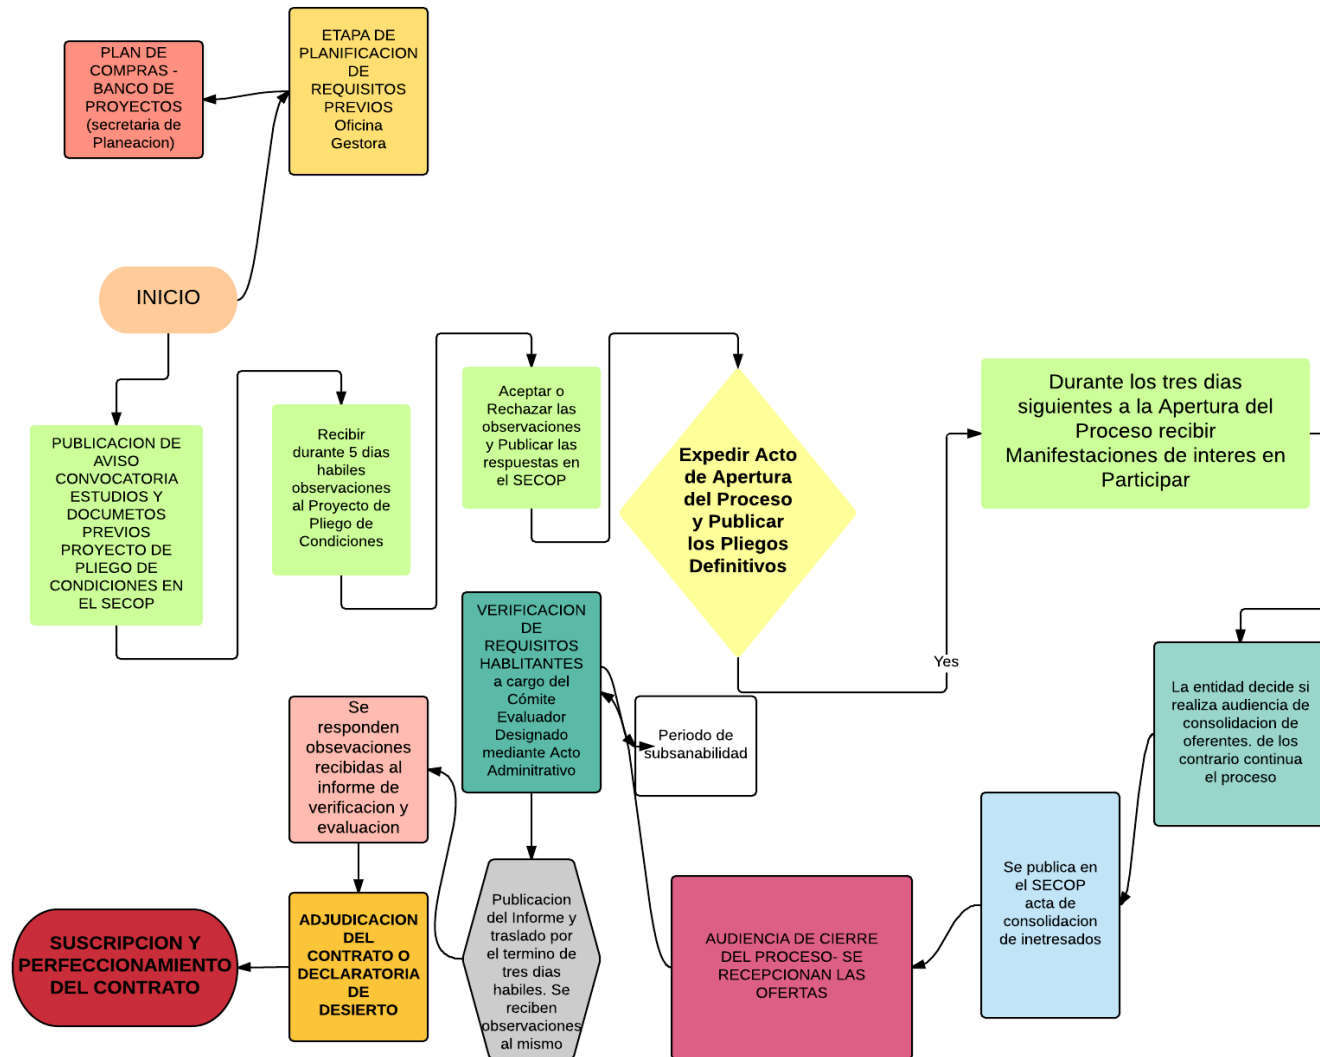 PLAN DE
COMPRAS -
BANCO DE
PROYECTOS
(secretaria de
Planeacion)
ETAPA DE
PLANIFICACION
DE
REQUISITOS
PREVIOS
Oficina
Gestora
INICIO
PUBLICACION DE
AVISO
CONVOCATORIA
ESTUDIOS Y
DOCUMETOS
PREVIOS
PROYECTO DE
PLIEGO DE
CONDICIONES EN
EL SECOP
Recibir
durante 5 dias
habiles
observaciones
al Proyecto de
Pliego de
Condiciones
Aceptar o
Rechazar las
observaciones
y Publicar las
respuestas en
el SECOP
Expedir Acto
de Apertura
del Proceso
y Publicar
los Pliegos
Definitivos
Yes
Durante los tres dias
siguientes a la Apertura del
Proceso recibir
Manifestaciones de interes en
Participar
La entidad decide si
realiza audiencia de
consolidacion de
oferentes. de los
contrario continua
el proceso
Se publica en
el SECOP
acta de
consolidacion
de inetresados
AUDIENCIA DE CIERRE
DEL PROCESO- SE
RECEPCIONAN LAS
OFERTAS
VERIFICACION
DE
REQUISITOS
HABLITANTES
a cargo del
Cómite
Evaluador
Designado
mediante Acto
Adminitrativo
Periodo de
subsanabilidad
Publicacion
del Informe y
traslado por
el termino de
tres dias
habiles. Se
reciben
observaciones
al mismo
Se
responden
obsevaciones
recibidas al
informe de
verificacion y
evaluacion
ADJUDICACION
DEL
CONTRATO O
DECLARATORIA
DE
DESIERTO
SUSCRIPCION Y
PERFECCIONAMIENTO
DEL CONTRATO